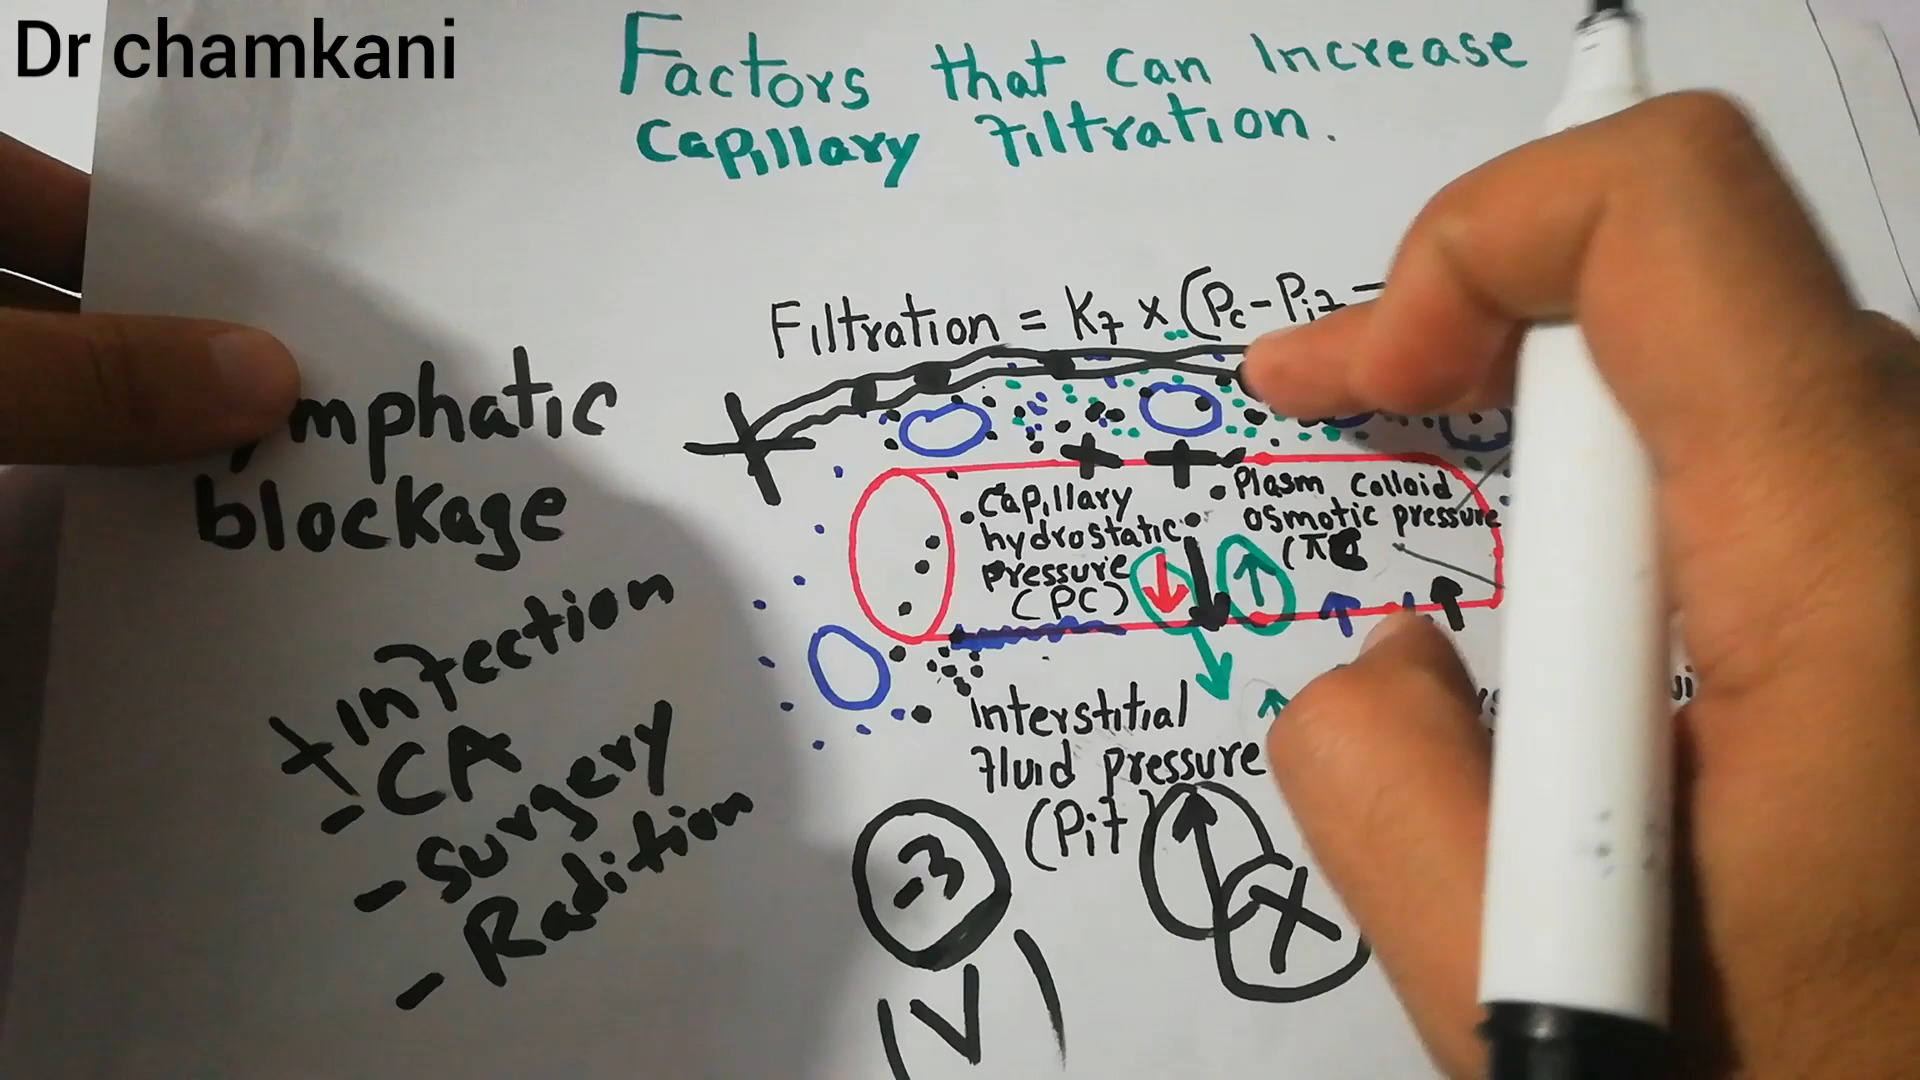 Dr chamkani
Factors that can Increase
Capillary Filtration.
Filtration = Kf x (Pc - Pif -
mphatic
blockage
Infection
- CA
- Surgery
- Radition
Capillary
hydrostatic
pressure
(PC)
Plasm Colloid
osmotic pressure
(π
Interstitial
Fluid pressure
(Pif)
-3
X